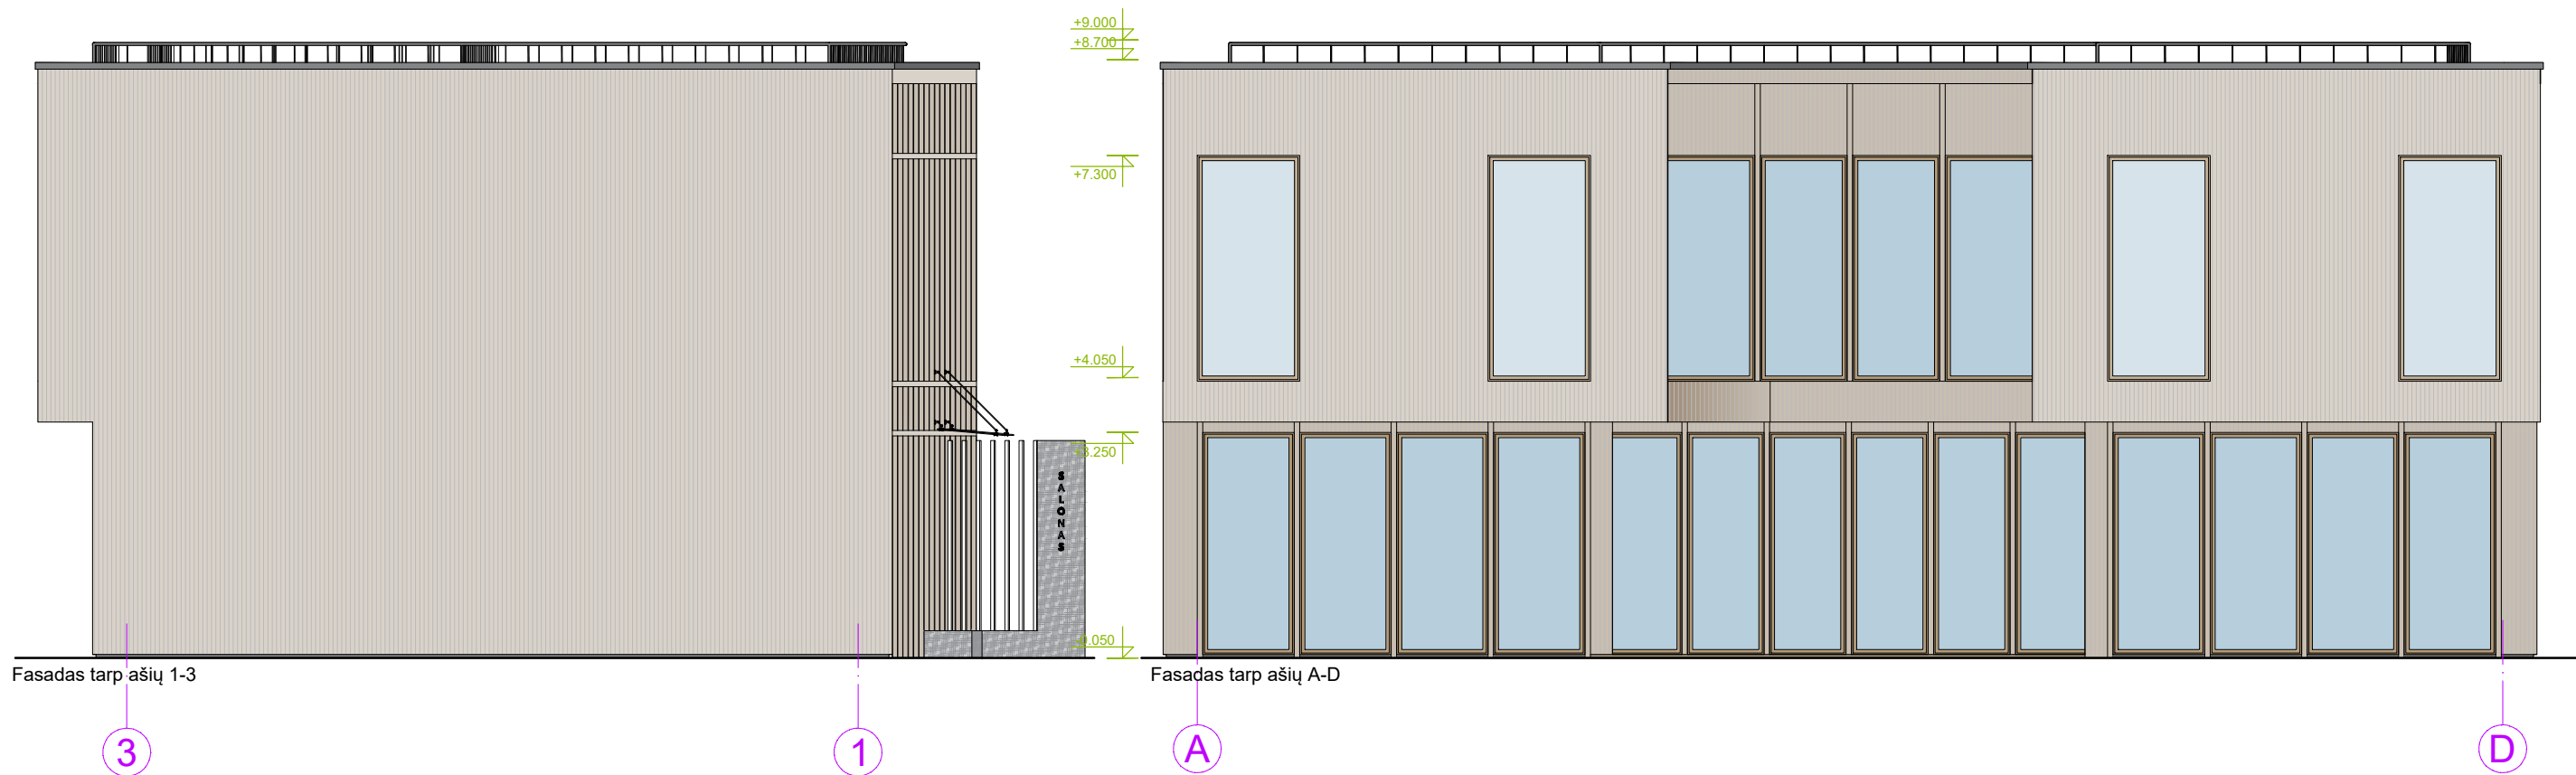 +9.000
+8.700
+7.300
+4.050
+3.250
SALONAS
-0.050
Fasadas tarp ašių 1-3
Fasadas tarp ašių A-D
3
1
A
D